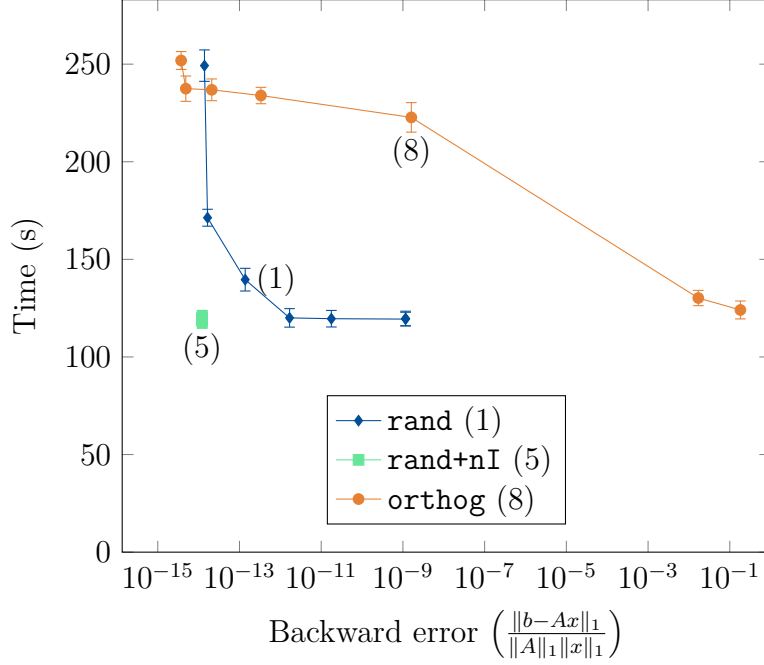 250
200
150
100
50
0
Time (s)
(8)
(1)
(5)
rand (1)
rand+nI (5)
orthog (8)
10⁻¹⁵ 10⁻¹³ 10⁻¹¹ 10⁻⁹ 10⁻⁷ 10⁻⁵ 10⁻³ 10⁻¹
Backward error (‖b−Ax‖₁ / ‖A‖₁‖x‖₁)